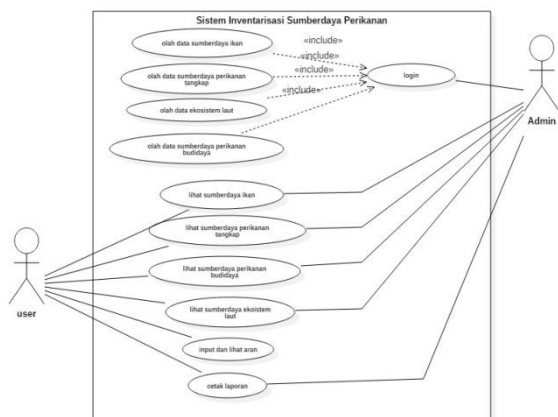 Sistem Inventarisasi Sumberdaya Perikanan
olah data sumberdaya ikan
«include»
«include»
olah data sumberdaya perikanan
tangkap
«include»
login
olah data ekosistem laut
«include»
Admin
olah data sumberdaya perikanan
budidaya
lihat sumberdaya ikan
lihat sumberdaya perikanan
tangkap
lihat sumberdaya perikanan
budidaya
user
lihat sumberdaya ekoistem
laut
input dan lihat aran
cetak laporan